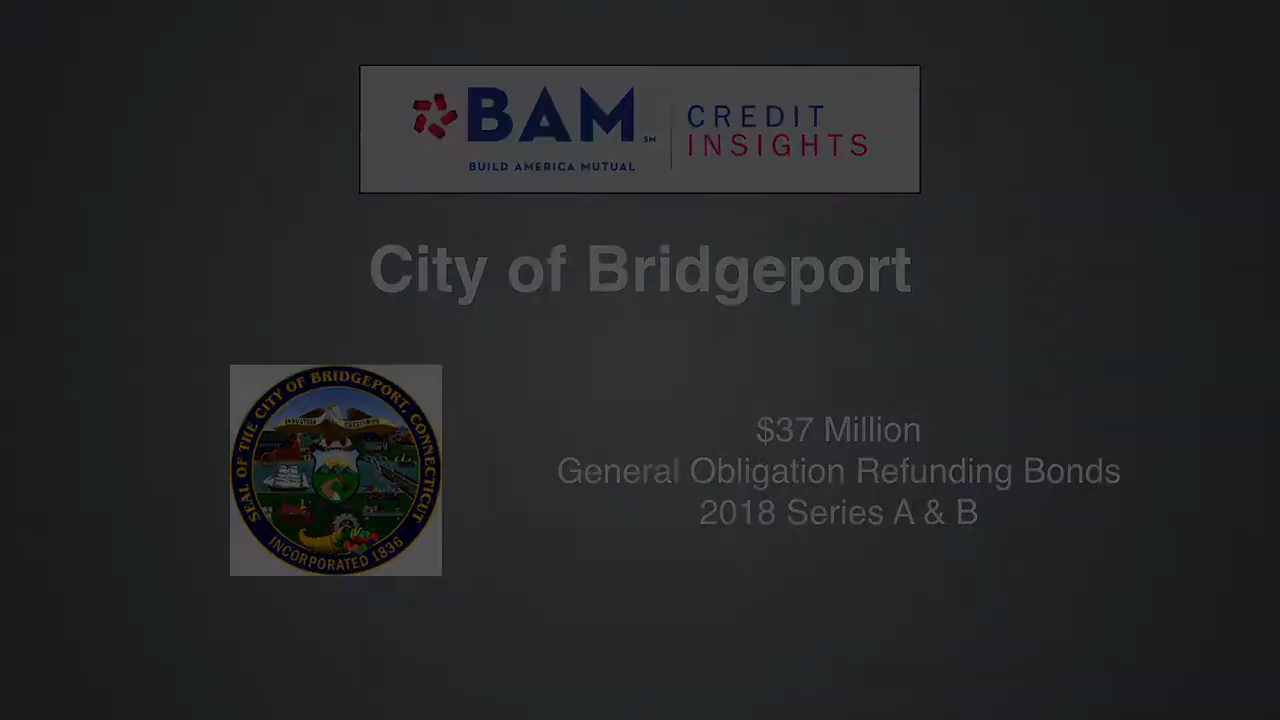 BAM SM
BUILD AMERICA MUTUAL
CREDIT
INSIGHTS
City of Bridgeport
SEAL OF THE CITY OF BRIDGEPORT, CONNECTICUT
INCORPORATED 1836
$37 Million
General Obligation Refunding Bonds
2018 Series A & B